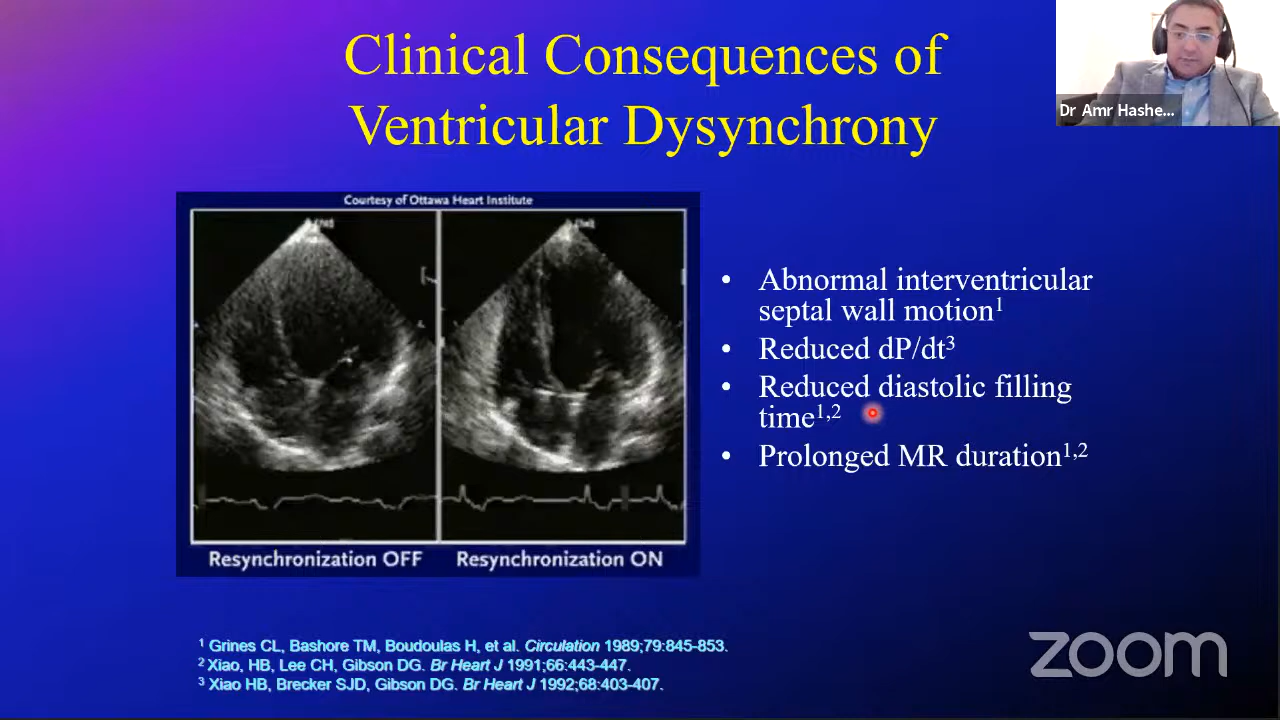 Clinical Consequences of
Ventricular Dysynchrony
Dr Amr Hashe...
Courtesy of Ottawa Heart Institute
• Abnormal interventricular
septal wall motion¹
• Reduced dP/dt³
• Reduced diastolic filling
time¹,²
• Prolonged MR duration¹,²
Resynchronization OFF
Resynchronization ON
¹ Grines CL, Bashore TM, Boudoulas H, et al. Circulation 1989;79:845-853.
² Xiao, HB, Lee CH, Gibson DG. Br Heart J 1991;66:443-447.
³ Xiao HB, Brecker SJD, Gibson DG. Br Heart J 1992;68:403-407.
zoom